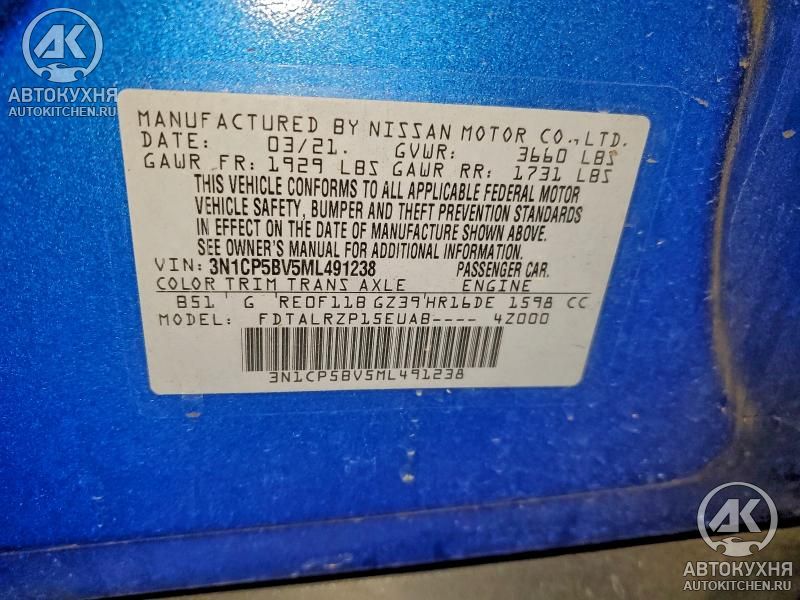 AK
АВТОКУХНЯ
AUTOKITCHEN.RU
MANUFACTURED BY NISSAN MOTOR CO.,LTD.
DATE: 03/21. GVWR: 3660 LBS
GAWR FR: 1929 LBS GAWR RR: 1731 LBS
THIS VEHICLE CONFORMS TO ALL APPLICABLE FEDERAL MOTOR
VEHICLE SAFETY, BUMPER AND THEFT PREVENTION STANDARDS
IN EFFECT ON THE DATE OF MANUFACTURE SHOWN ABOVE.
SEE OWNER'S MANUAL FOR ADDITIONAL INFORMATION.
VIN: 3N1CP5BV5ML491238 PASSENGER CAR.
COLOR TRIM TRANS AXLE ENGINE
B51 G RE0F11B GZ39 HR16DE 1598 CC
MODEL: FDTALRZP15EUAB---- 4Z000
3N1CP5BV5ML491238
AK
АВТОКУХНЯ
AUTOKITCHEN.RU